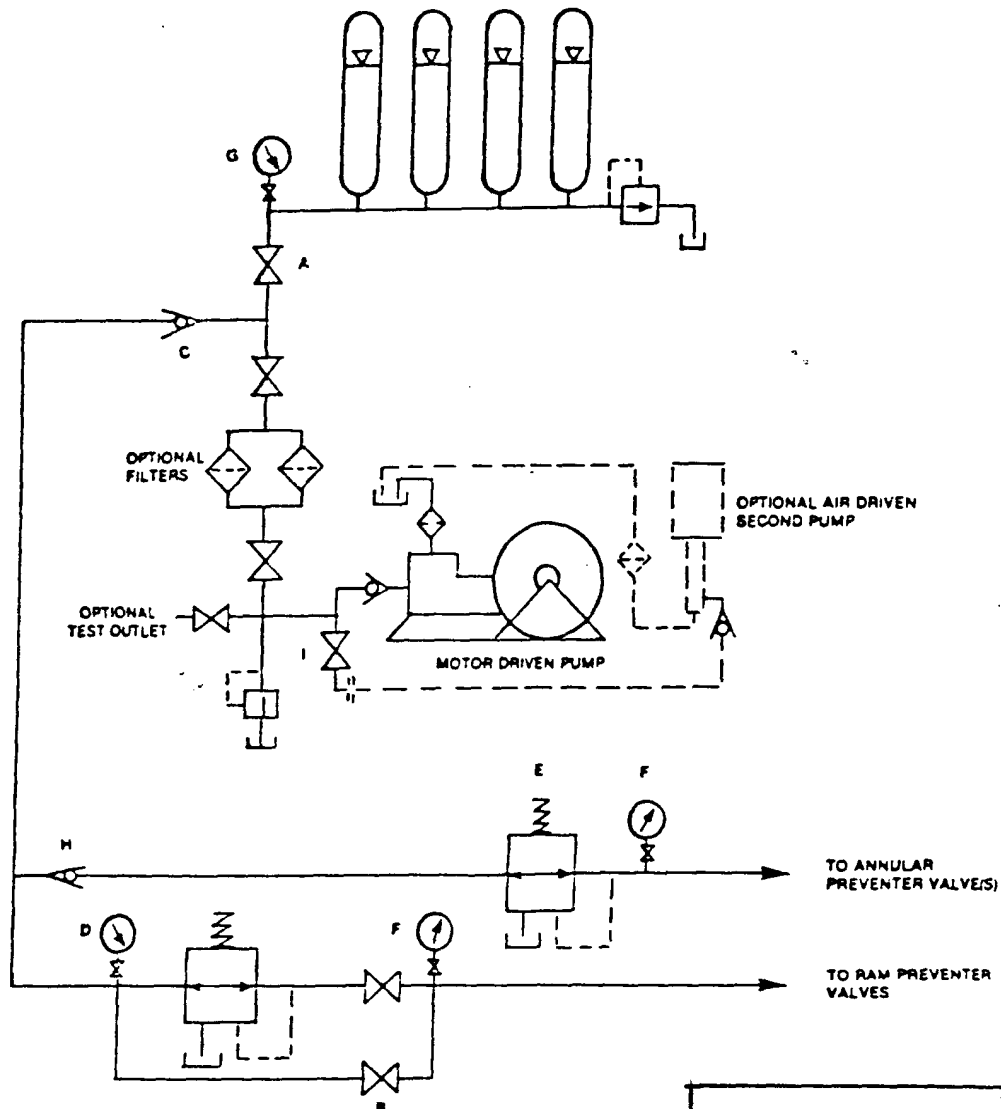 G
A
C
OPTIONAL
FILTERS
OPTIONAL AIR DRIVEN
SECOND PUMP
OPTIONAL
TEST OUTLET
I
MOTOR DRIVEN PUMP
E
F
H
TO ANNULAR
PREVENTER VALVE(S)
D
F
TO RAM PREVENTER
VALVES